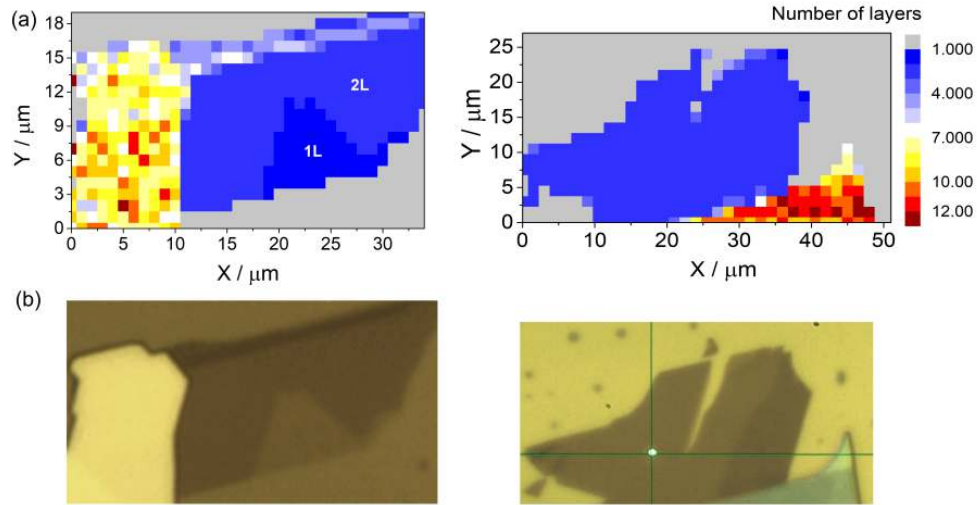 (a)
Number of layers
18
15
12
9
6
3
0
Y / µm
2L
1L
0 5 10 15 20 25 30
X / µm
25
20
15
10
5
0
Y / µm
0 10 20 30 40 50
X / µm
1.000
4.000
7.000
10.00
12.00
(b)